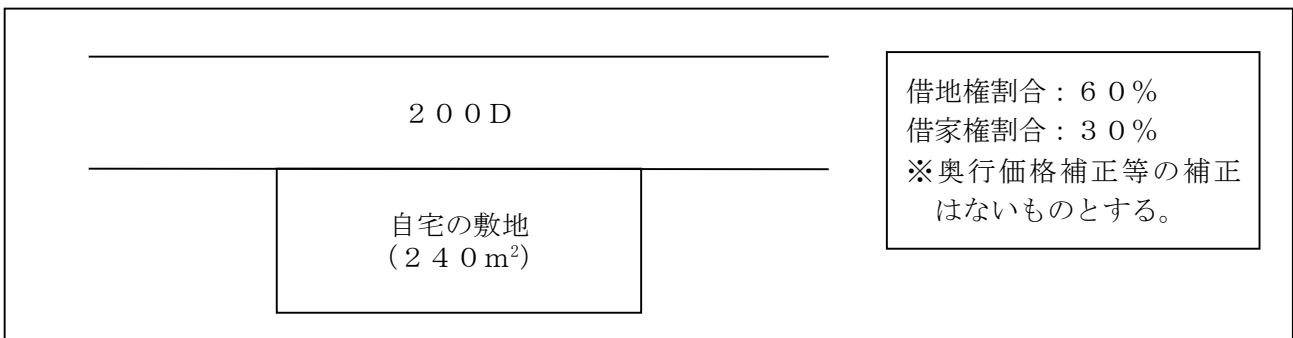 ２００Ｄ
自宅の敷地
（２４０ｍ²）
借地権割合：６０％
借家権割合：３０％
※奥行価格補正等の補正
はないものとする。